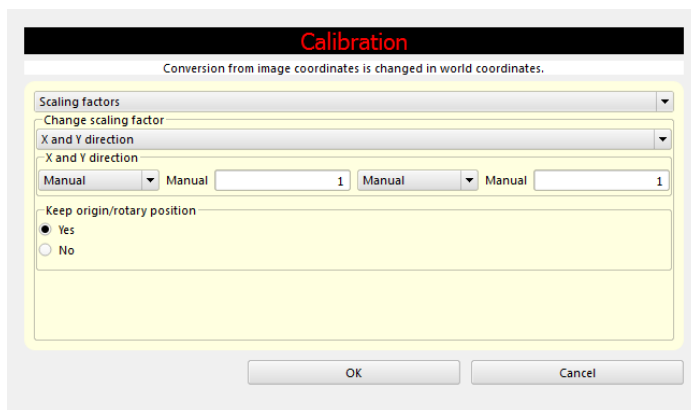 Calibration
Conversion from image coordinates is changed in world coordinates.
Scaling factors
Change scaling factor
X and Y direction
X and Y direction
Manual Manual 1 Manual Manual 1
Keep origin/rotary position
Yes
No
OK Cancel